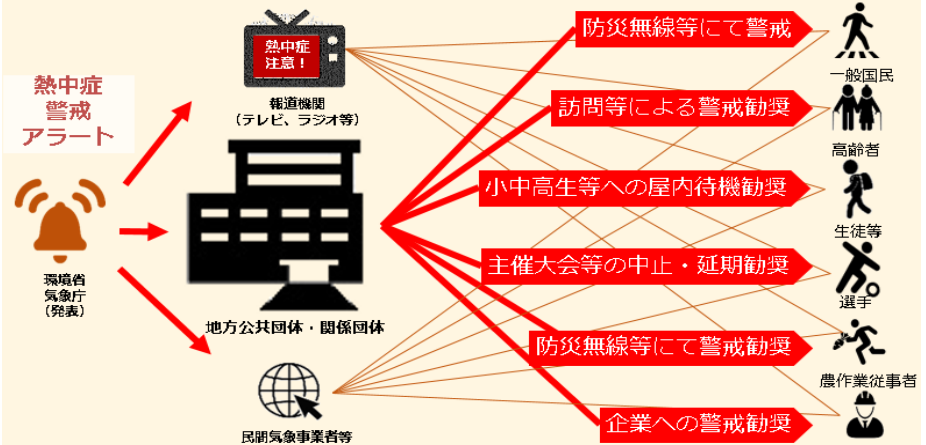 熱中症
警戒
アラート
環境省
気象庁
（発表）
熱中症
注意！
報道機関
（テレビ、ラジオ等）
地方公共団体・関係団体
民間気象事業者等
防災無線等にて警戒
訪問等による警戒勧奨
小中高生等への屋内待機勧奨
主催大会等の中止・延期勧奨
防災無線等にて警戒勧奨
企業への警戒勧奨
一般国民
高齢者
生徒等
選手
農作業従事者